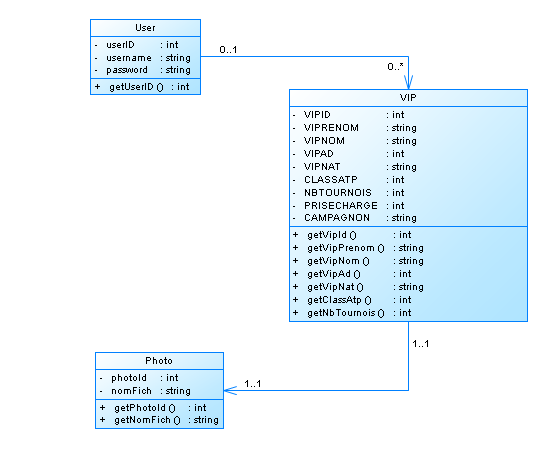 User
- userID : int
- username : string
- password : string
+ getUserID () : int
0..1
0..*
VIP
- VIPID : int
- VIPRENOM : string
- VIPNOM : string
- VIPAD : int
- VIPNAT : string
- CLASSATP : int
- NBTOURNOIS : int
- PRISECHARGE : int
- CAMPAGNON : string
+ getVipId () : int
+ getVipPrenom () : string
+ getVipNom () : string
+ getVipAd () : int
+ getVipNat () : string
+ getClassAtp () : int
+ getNbTournois () : int
1..1
1..1
Photo
- photoId : int
- nomFich : string
+ getPhotoId () : int
+ getNomFich () : string